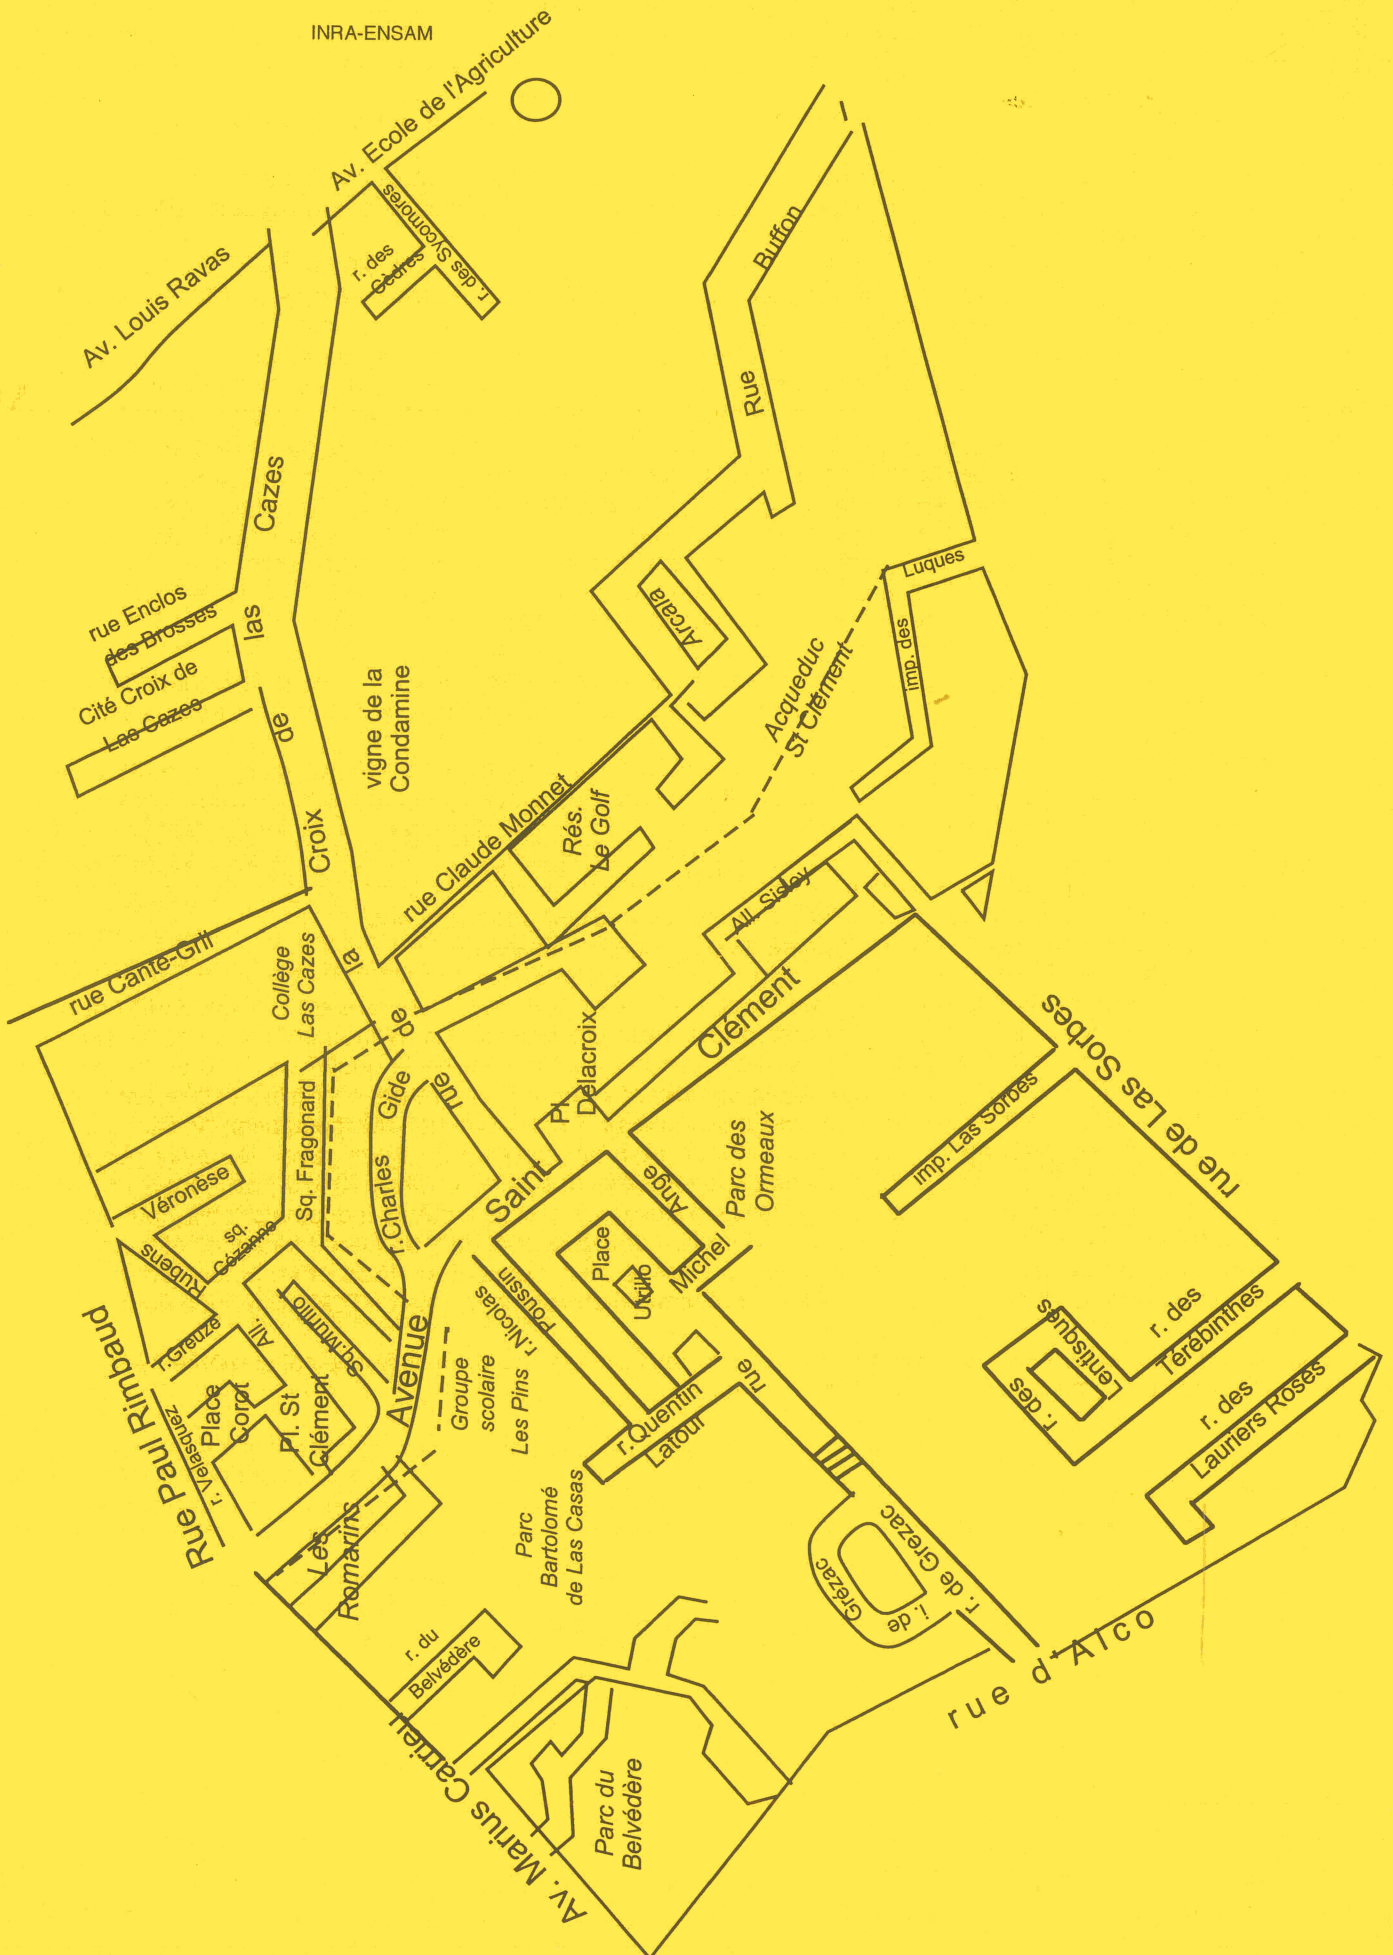 INRA-ENSAM
Av. Ecole de l'Agriculture
r. des Sycomores
r. des
Cèdres
Av. Louis Ravas
Rue Buffon
rue Enclos
des Brosses
Cité Croix de
Las Cazes
rue de la Croix de las Cazes
vigne de la
Condamine
Arcala
Luques
imp. des
Acqueduc
St Clément
rue Claude Monnet
Rés.
Le Golf
All. Sisley
rue Cante-Gril
Collège
Las Cazes
Pl
Delacroix
Avenue Saint Clément
rue de Las Sorbes
Imp. Las Sorbes
Parc des
Ormeaux
r.Charles Gide
Sq. Fragonard
Véronèse
sq.
Cézanne
Rubens
All.
Sq.Murillo
r.Greuze
Place
Corot
Pl. St
Clément
r. Velasquez
Rue Paul Rimbaud
Place
Utrillo
rue Michel Ange
r.Nicolas
Poussin
Groupe
scolaire
Les Pins
r.Quentin
Latour
Parc
Bartolomé
de Las Casas
Les
Romarins
r. du
Belvédère
Av. Marius Carrieu
Parc du
Belvédère
i. de
de
Grézac
r. de Grezac
rue d'Alco
r. des
Lentisques
r. des
Térébinthes
r. des
Lauriers Roses